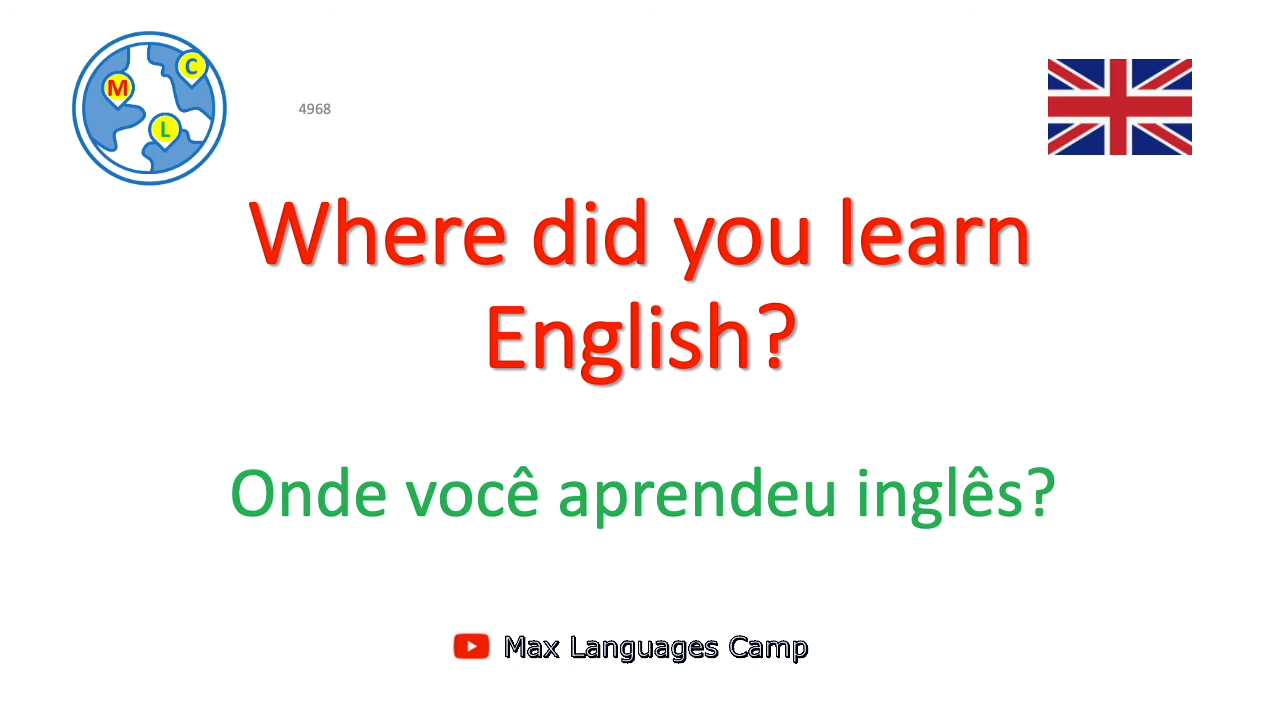 C
M
L
4968
Where did you learn
English?
Onde você aprendeu inglês?
Max Languages Camp